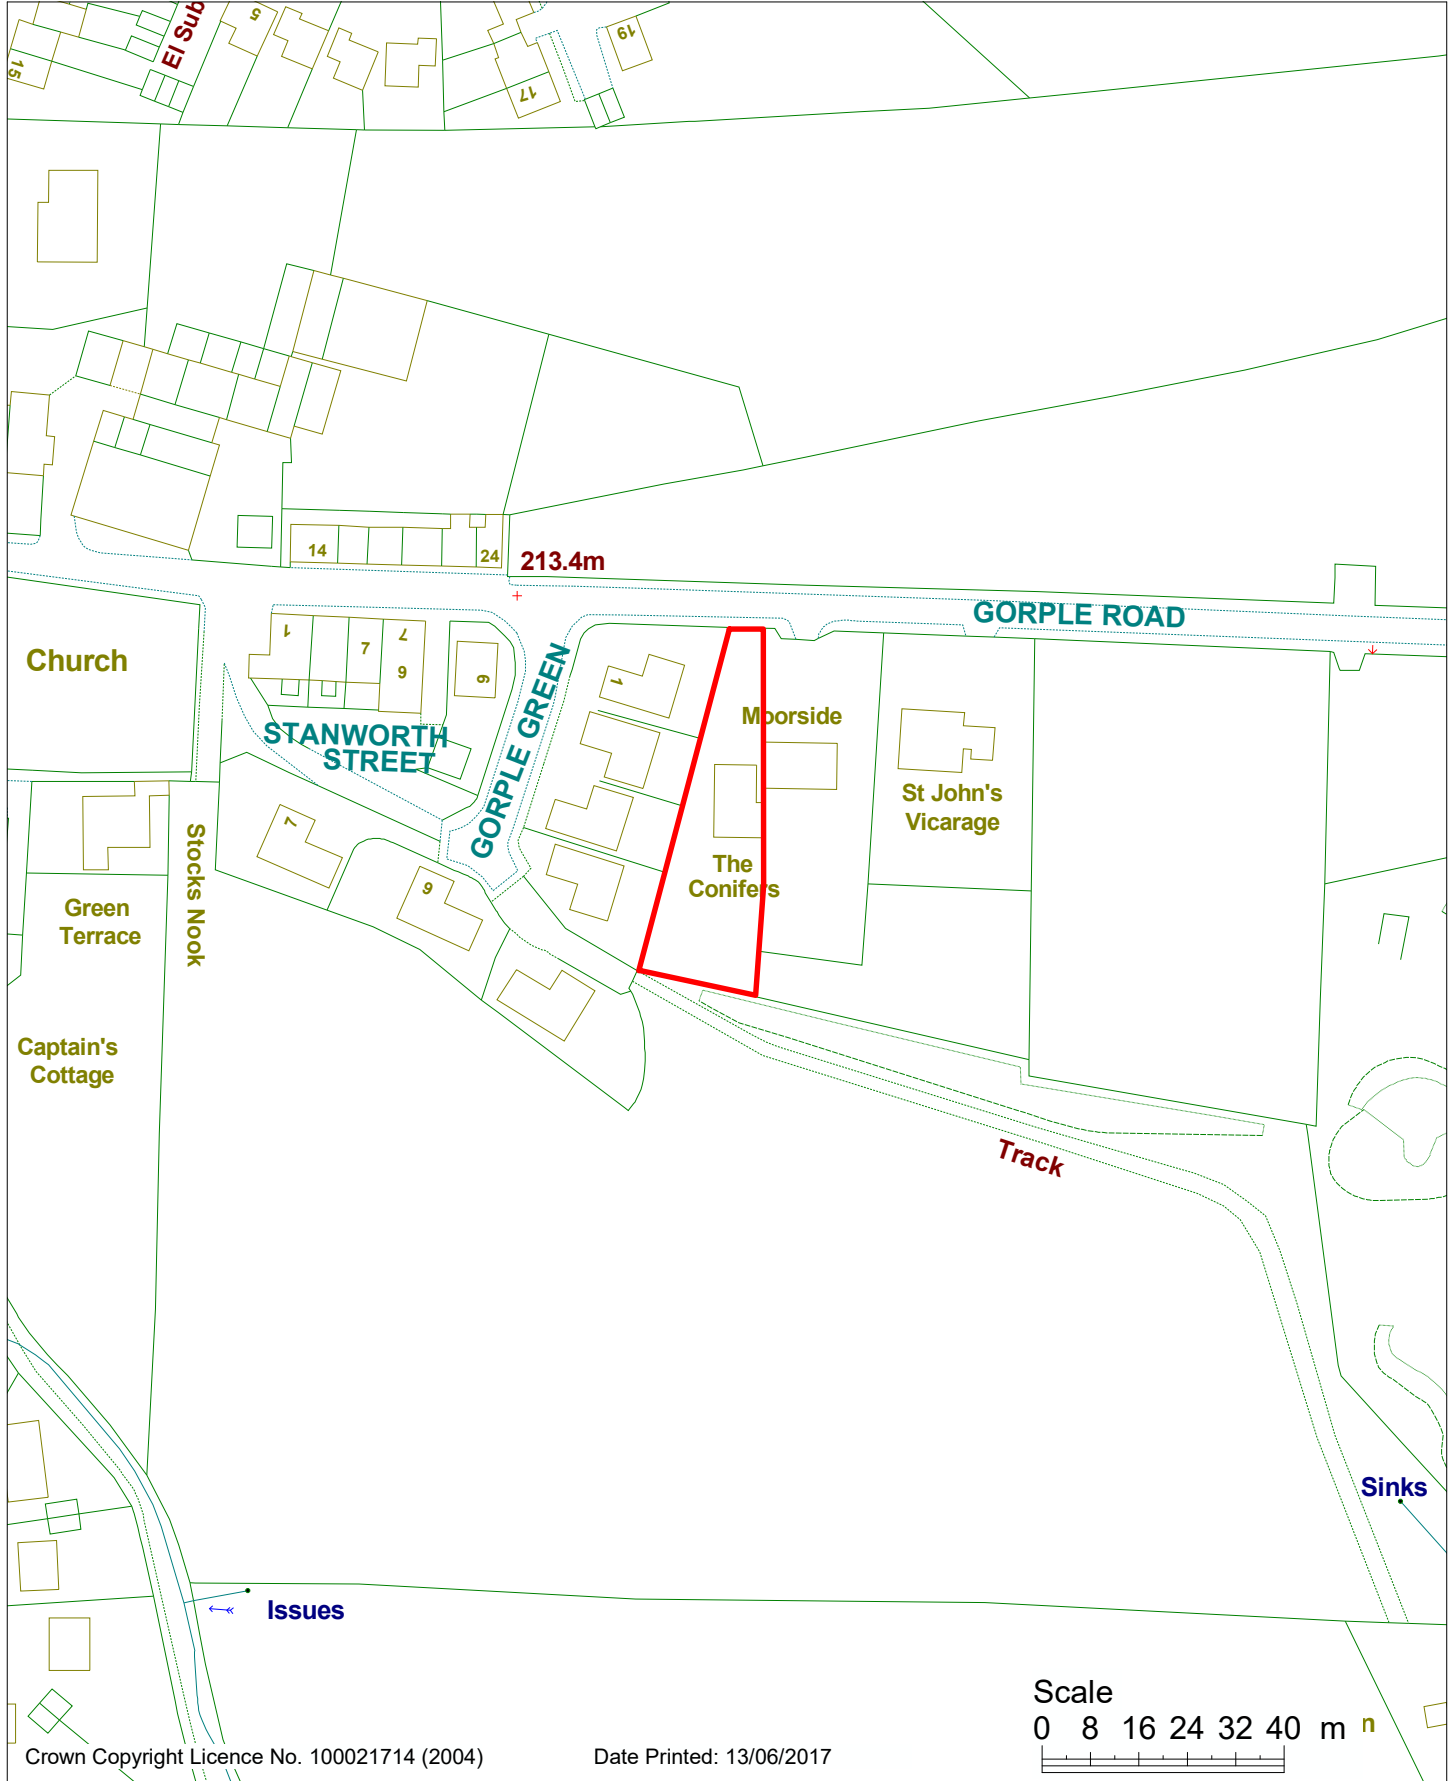 El Sub
5
19
15
17
14
24
213.4m
GORPLE ROAD
1
7
7
9
6
Church
1
GORPLE GREEN
Moorside
STANWORTH
STREET
St John's
Vicarage
7
Stocks Nook
The
Conifers
9
Green
Terrace
Captain's
Cottage
Track
Sinks
Issues
Scale
0 8 16 24 32 40 m
n
Crown Copyright Licence No. 100021714 (2004)
Date Printed: 13/06/2017